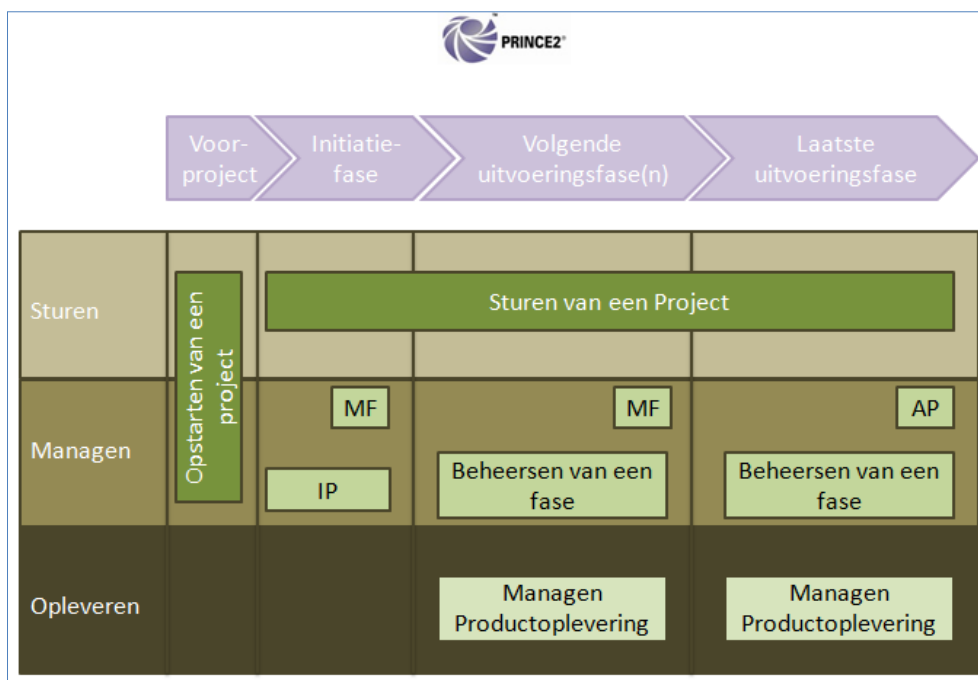 PRINCE2®
Voor-
project
Initiatie-
fase
Volgende
uitvoeringsfase(n)
Laatste
uitvoeringsfase
Sturen
Opstarten van een
project
Sturen van een Project
Managen
MF
MF
AP
IP
Beheersen van een
fase
Beheersen van een
fase
Opleveren
Managen
Productoplevering
Managen
Productoplevering